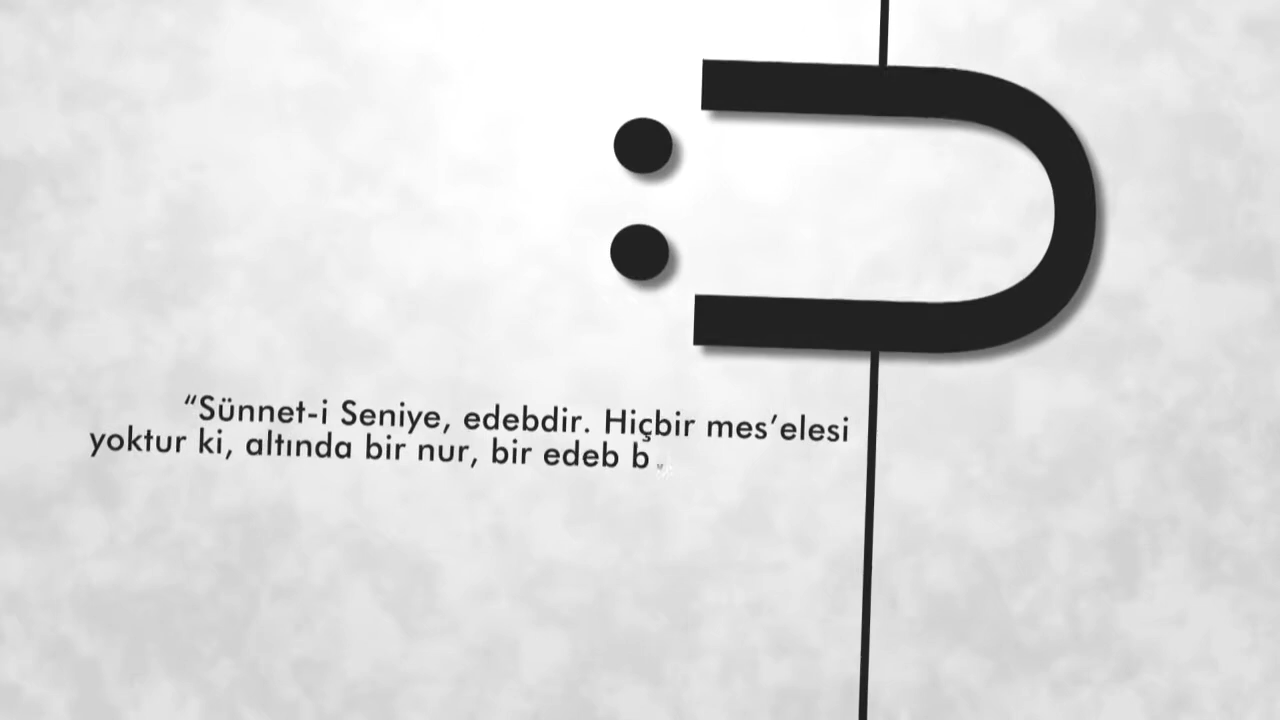 Ü
“Sünnet-i Seniye, edebdir. Hiçbir mes’elesi
yoktur ki, altında bir nur, bir edeb b